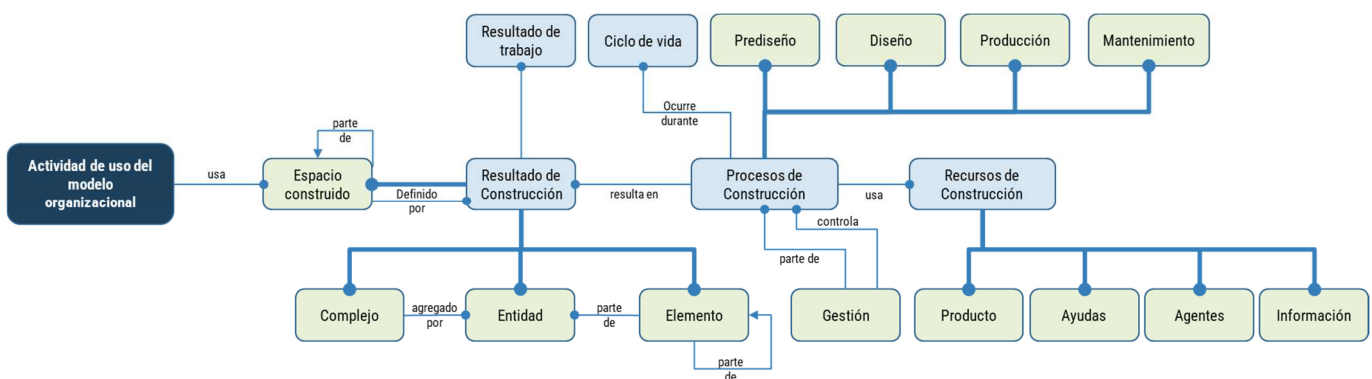 Resultado de
trabajo
Ciclo de vida
Prediseño
Diseño
Producción
Mantenimiento
Ocurre
durante
parte
de
Actividad de uso del
modelo
organizacional
usa
Espacio
construido
Definido
por
Resultado de
Construcción
resulta en
Procesos de
Construcción
usa
Recursos de
Construcción
controla
parte de
Complejo
agregado
por
Entidad
parte
de
Elemento
parte
de
Gestión
Producto
Ayudas
Agentes
Información